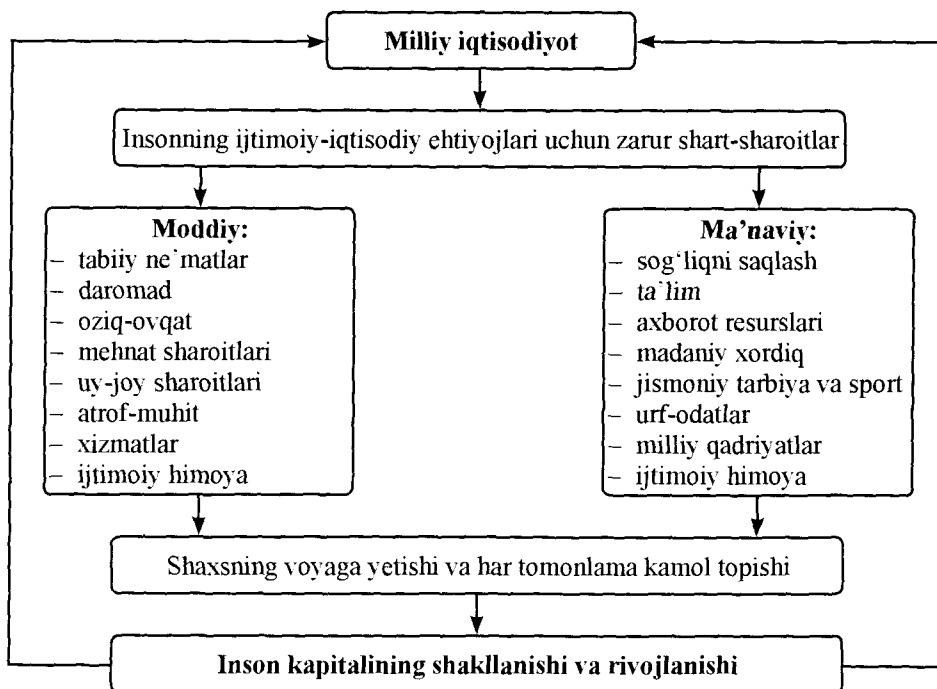 Milliy iqtisodiyot
Insonning ijtimoiy-iqtisodiy ehtiyojlari uchun zarur shart-sharoitlar
Moddiy:
– tabiiy ne`matlar
– daromad
– oziq-ovqat
– mehnat sharoitlari
– uy-joy sharoitlari
– atrof-muhit
– xizmatlar
– ijtimoiy himoya
Ma’naviy:
– sog‘liqni saqlash
– ta`lim
– axborot resurslari
– madaniy xordiq
– jismoniy tarbiya va sport
– urf-odatlar
– milliy qadriyatlar
– ijtimoiy himoya
Shaxsning voyaga yetishi va har tomonlama kamol topishi
Inson kapitalining shakllanishi va rivojlanishi